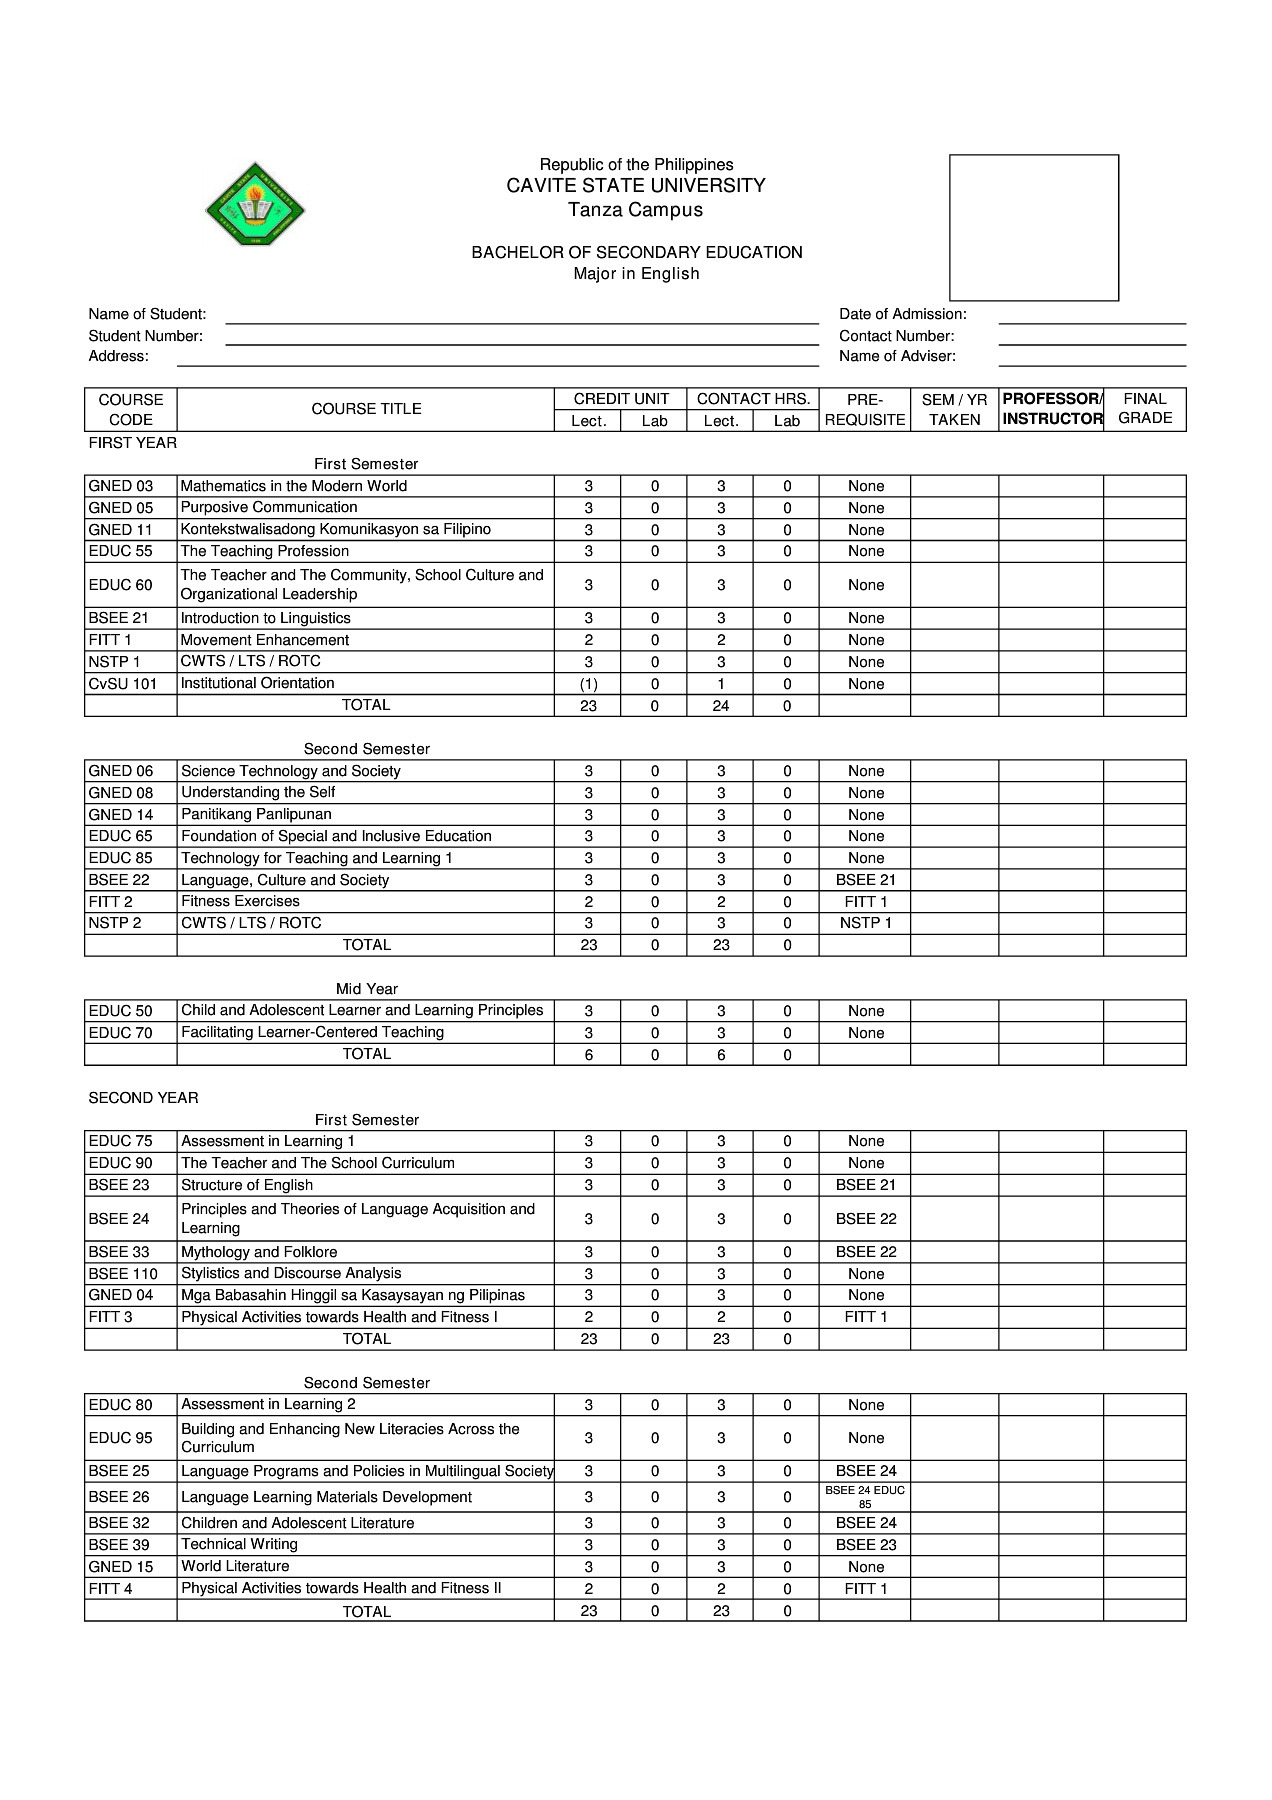 Republic of the Philippines
CAVITE STATE UNIVERSITY
Tanza Campus
BACHELOR OF SECONDARY EDUCATION
Major in English
Name of Student: Date of Admission:
Student Number: Contact Number:
Address: Name of Adviser:
COURSE CODE COURSE TITLE CREDIT UNIT CONTACT HRS. PRE-REQUISITE SEM / YR TAKEN PROFESSOR/ INSTRUCTOR FINAL GRADE
Lect. Lab Lect. Lab
FIRST YEAR
First Semester
GNED 03 Mathematics in the Modern World 3 0 3 0 None
GNED 05 Purposive Communication 3 0 3 0 None
GNED 11 Kontekstwalisadong Komunikasyon sa Filipino 3 0 3 0 None
EDUC 55 The Teaching Profession 3 0 3 0 None
EDUC 60 The Teacher and The Community, School Culture and Organizational Leadership 3 0 3 0 None
BSEE 21 Introduction to Linguistics 3 0 3 0 None
FITT 1 Movement Enhancement 2 0 2 0 None
NSTP 1 CWTS / LTS / ROTC 3 0 3 0 None
CvSU 101 Institutional Orientation (1) 0 1 0 None
TOTAL 23 0 24 0
Second Semester
GNED 06 Science Technology and Society 3 0 3 0 None
GNED 08 Understanding the Self 3 0 3 0 None
GNED 14 Panitikang Panlipunan 3 0 3 0 None
EDUC 65 Foundation of Special and Inclusive Education 3 0 3 0 None
EDUC 85 Technology for Teaching and Learning 1 3 0 3 0 None
BSEE 22 Language, Culture and Society 3 0 3 0 BSEE 21
FITT 2 Fitness Exercises 2 0 2 0 FITT 1
NSTP 2 CWTS / LTS / ROTC 3 0 3 0 NSTP 1
TOTAL 23 0 23 0
Mid Year
EDUC 50 Child and Adolescent Learner and Learning Principles 3 0 3 0 None
EDUC 70 Facilitating Learner-Centered Teaching 3 0 3 0 None
TOTAL 6 0 6 0
SECOND YEAR
First Semester
EDUC 75 Assessment in Learning 1 3 0 3 0 None
EDUC 90 The Teacher and The School Curriculum 3 0 3 0 None
BSEE 23 Structure of English 3 0 3 0 BSEE 21
BSEE 24 Principles and Theories of Language Acquisition and Learning 3 0 3 0 BSEE 22
BSEE 33 Mythology and Folklore 3 0 3 0 BSEE 22
BSEE 110 Stylistics and Discourse Analysis 3 0 3 0 None
GNED 04 Mga Babasahin Hinggil sa Kasaysayan ng Pilipinas 3 0 3 0 None
FITT 3 Physical Activities towards Health and Fitness I 2 0 2 0 FITT 1
TOTAL 23 0 23 0
Second Semester
EDUC 80 Assessment in Learning 2 3 0 3 0 None
EDUC 95 Building and Enhancing New Literacies Across the Curriculum 3 0 3 0 None
BSEE 25 Language Programs and Policies in Multilingual Society 3 0 3 0 BSEE 24
BSEE 26 Language Learning Materials Development 3 0 3 0 BSEE 24 EDUC 85
BSEE 32 Children and Adolescent Literature 3 0 3 0 BSEE 24
BSEE 39 Technical Writing 3 0 3 0 BSEE 23
GNED 15 World Literature 3 0 3 0 None
FITT 4 Physical Activities towards Health and Fitness II 2 0 2 0 FITT 1
TOTAL 23 0 23 0